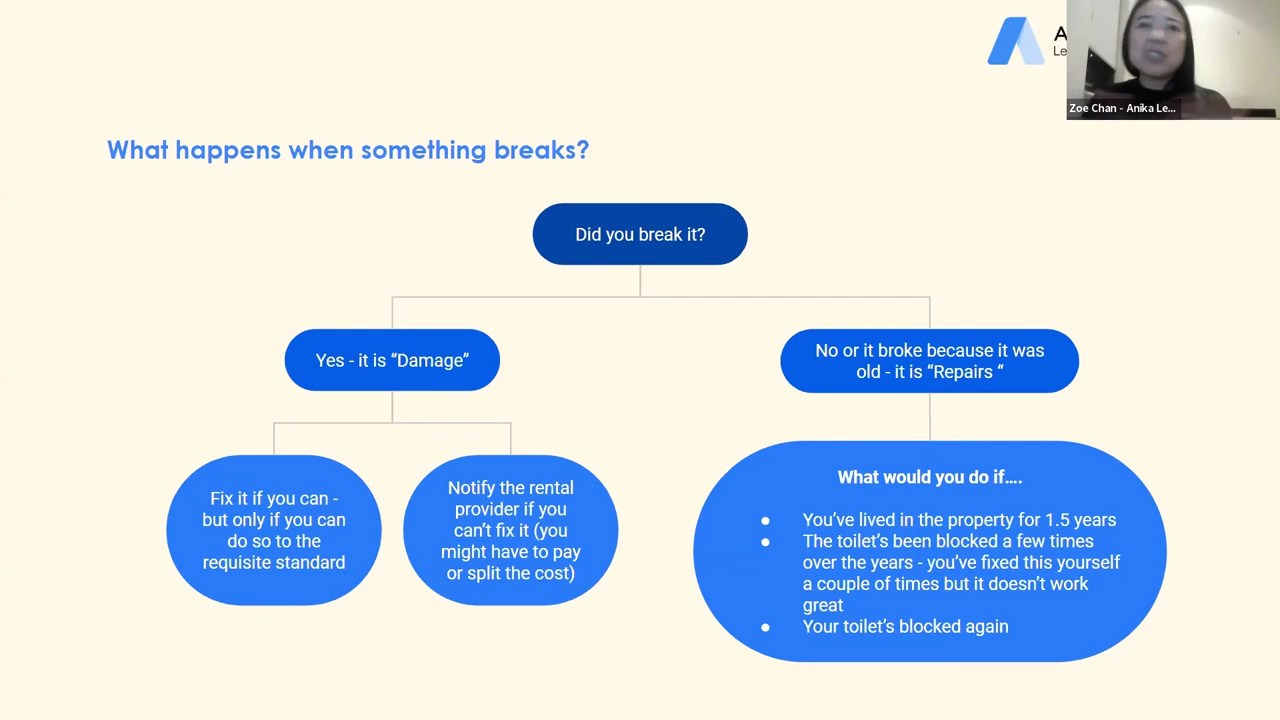 A
Le
Zoe Chan - Anika Le...
What happens when something breaks?
Did you break it?
Yes - it is “Damage”
No or it broke because it was
old - it is “Repairs “
Fix it if you can -
but only if you can
do so to the
requisite standard
Notify the rental
provider if you
can’t fix it (you
might have to pay
or split the cost)
What would you do if....
● You’ve lived in the property for 1.5 years
● The toilet’s been blocked a few times
over the years - you’ve fixed this yourself
a couple of times but it doesn’t work
great
● Your toilet’s blocked again